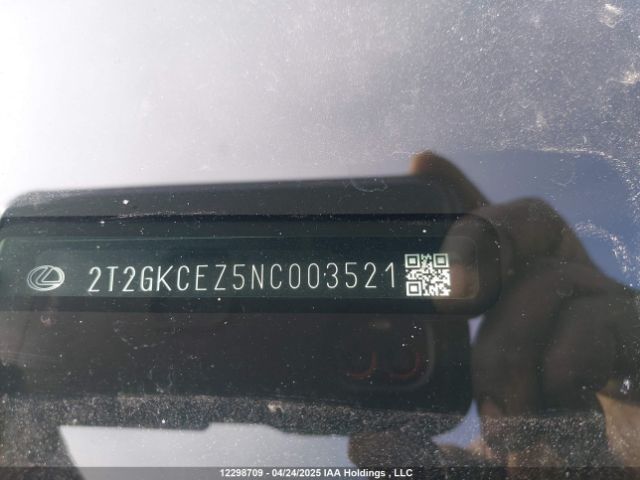 2T2GKCEZ5NC003521
12298709 - 04/24/2025 IAA Holdings , LLC